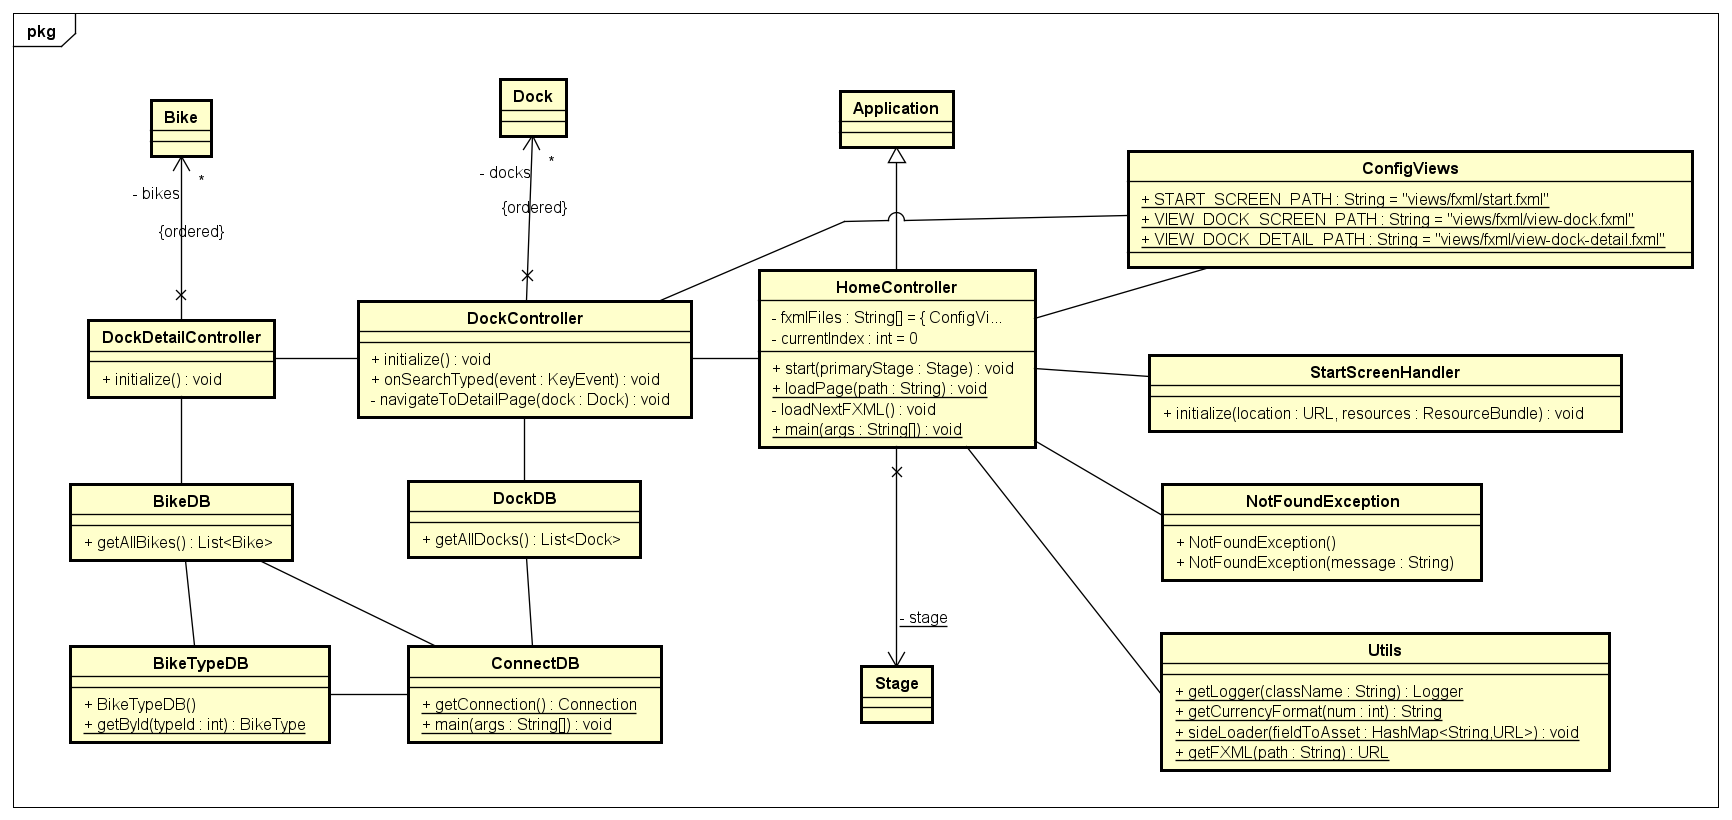 pkg
Bike
- bikes
*
{ordered}
Dock
- docks
*
{ordered}
Application
ConfigViews
+ START_SCREEN_PATH : String = "views/fxml/start.fxml"
+ VIEW_DOCK_SCREEN_PATH : String = "views/fxml/view-dock.fxml"
+ VIEW_DOCK_DETAIL_PATH : String = "views/fxml/view-dock-detail.fxml"
DockDetailController
+ initialize() : void
DockController
+ initialize() : void
+ onSearchTyped(event : KeyEvent) : void
- navigateToDetailPage(dock : Dock) : void
HomeController
- fxmlFiles : String[] = { ConfigVi...
- currentIndex : int = 0
+ start(primaryStage : Stage) : void
+ loadPage(path : String) : void
- loadNextFXML() : void
+ main(args : String[]) : void
StartScreenHandler
+ initialize(location : URL, resources : ResourceBundle) : void
BikeDB
+ getAllBikes() : List<Bike>
DockDB
+ getAllDocks() : List<Dock>
NotFoundException
+ NotFoundException()
+ NotFoundException(message : String)
BikeTypeDB
+ BikeTypeDB()
+ getById(typeId : int) : BikeType
ConnectDB
+ getConnection() : Connection
+ main(args : String[]) : void
- stage
Stage
Utils
+ getLogger(className : String) : Logger
+ getCurrencyFormat(num : int) : String
+ sideLoader(fieldToAsset : HashMap<String,URL>) : void
+ getFXML(path : String) : URL